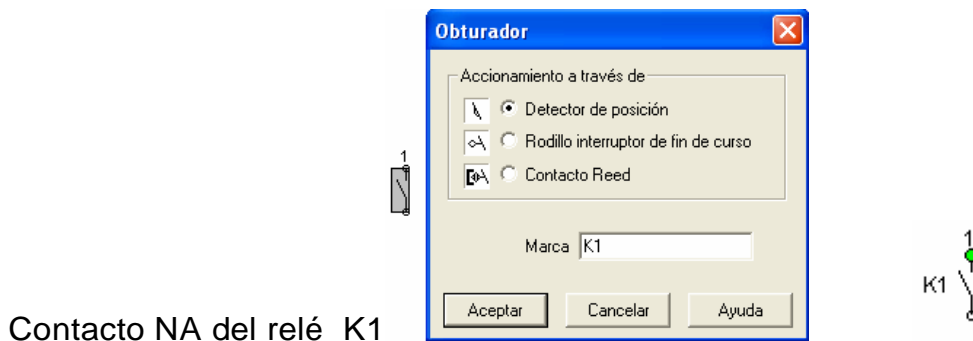 Obturador
Accionamiento a través de
Detector de posición
Rodillo interruptor de fin de curso
1
Contacto Reed
Marca K1
1
K1
Aceptar Cancelar Ayuda
Contacto NA del relé K1